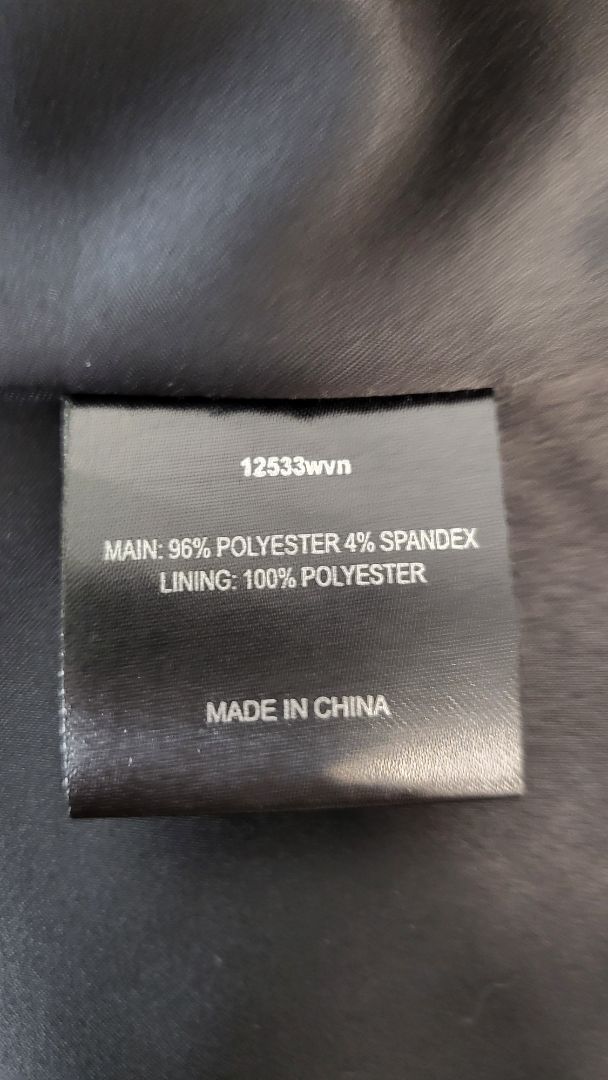 12533wvn
MAIN: 96% POLYESTER 4% SPANDEX
LINING: 100% POLYESTER
MADE IN CHINA